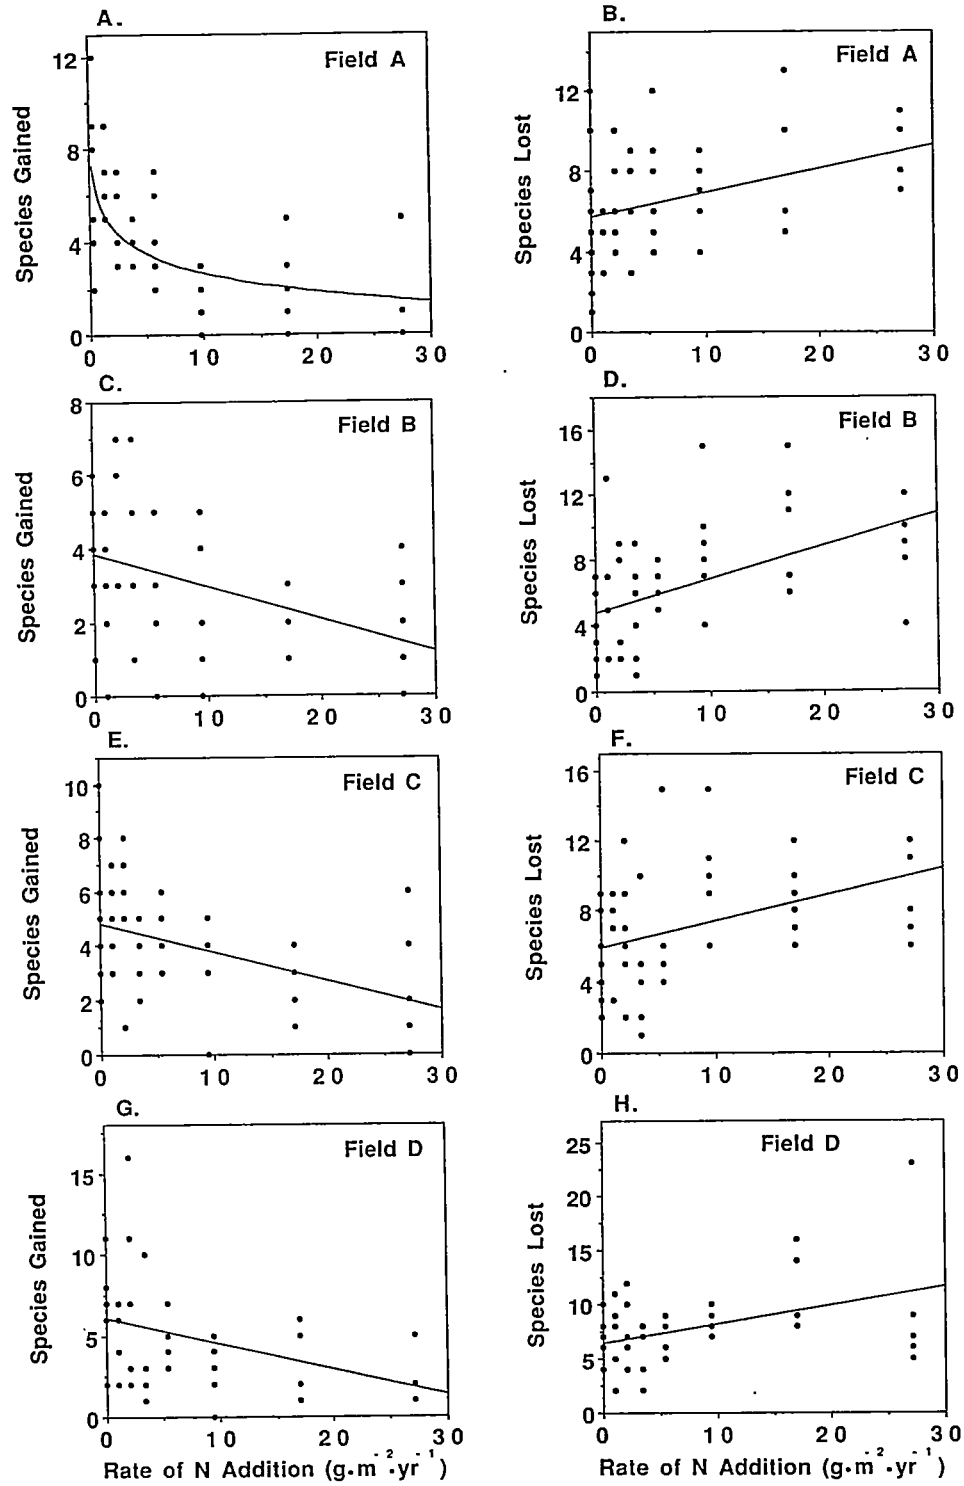 A.
B.
Field A
Field A
Species Gained
Species Lost
12
8
4
0
12
8
4
0
0 10 20 30
0 10 20 30
C.
D.
Field B
Field B
Species Gained
Species Lost
8
6
4
2
0
16
12
8
4
0
0 10 20 30
0 10 20 30
E.
F.
Field C
Field C
Species Gained
Species Lost
10
8
6
4
2
0
16
12
8
4
0
0 10 20 30
0 10 20 30
G.
H.
Field D
Field D
Species Gained
Species Lost
15
10
5
0
25
20
15
10
5
0
0 10 20 30
0 10 20 30
Rate of N Addition (g·m⁻²·yr⁻¹)
Rate of N Addition (g·m⁻²·yr⁻¹)